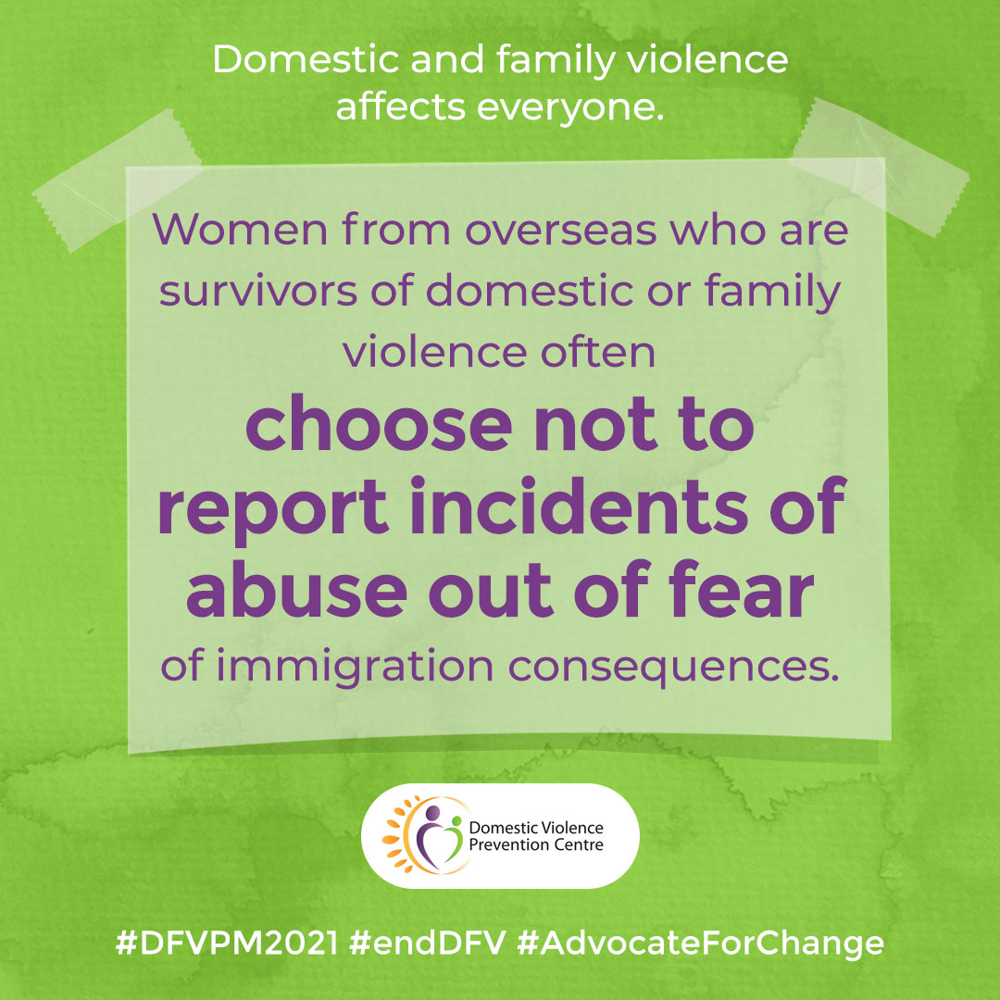 Domestic and family violence
affects everyone.
Women from overseas who are
survivors of domestic or family
violence often
choose not to
report incidents of
abuse out of fear
of immigration consequences.
Domestic Violence
Prevention Centre
#DFVPM2021 #endDFV #AdvocateForChange